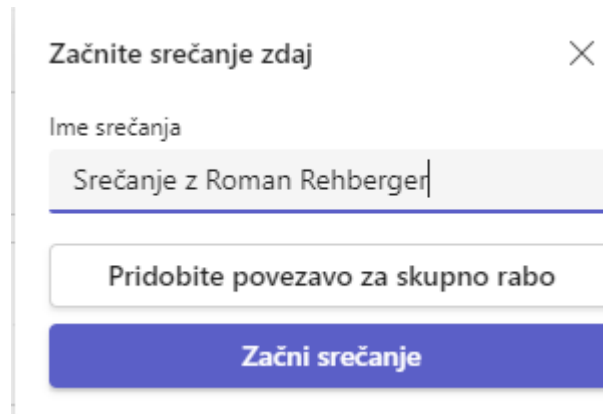 Začnite srečanje zdaj
Ime srečanja
Srečanje z Roman Rehberger
Pridobite povezavo za skupno rabo
Začni srečanje